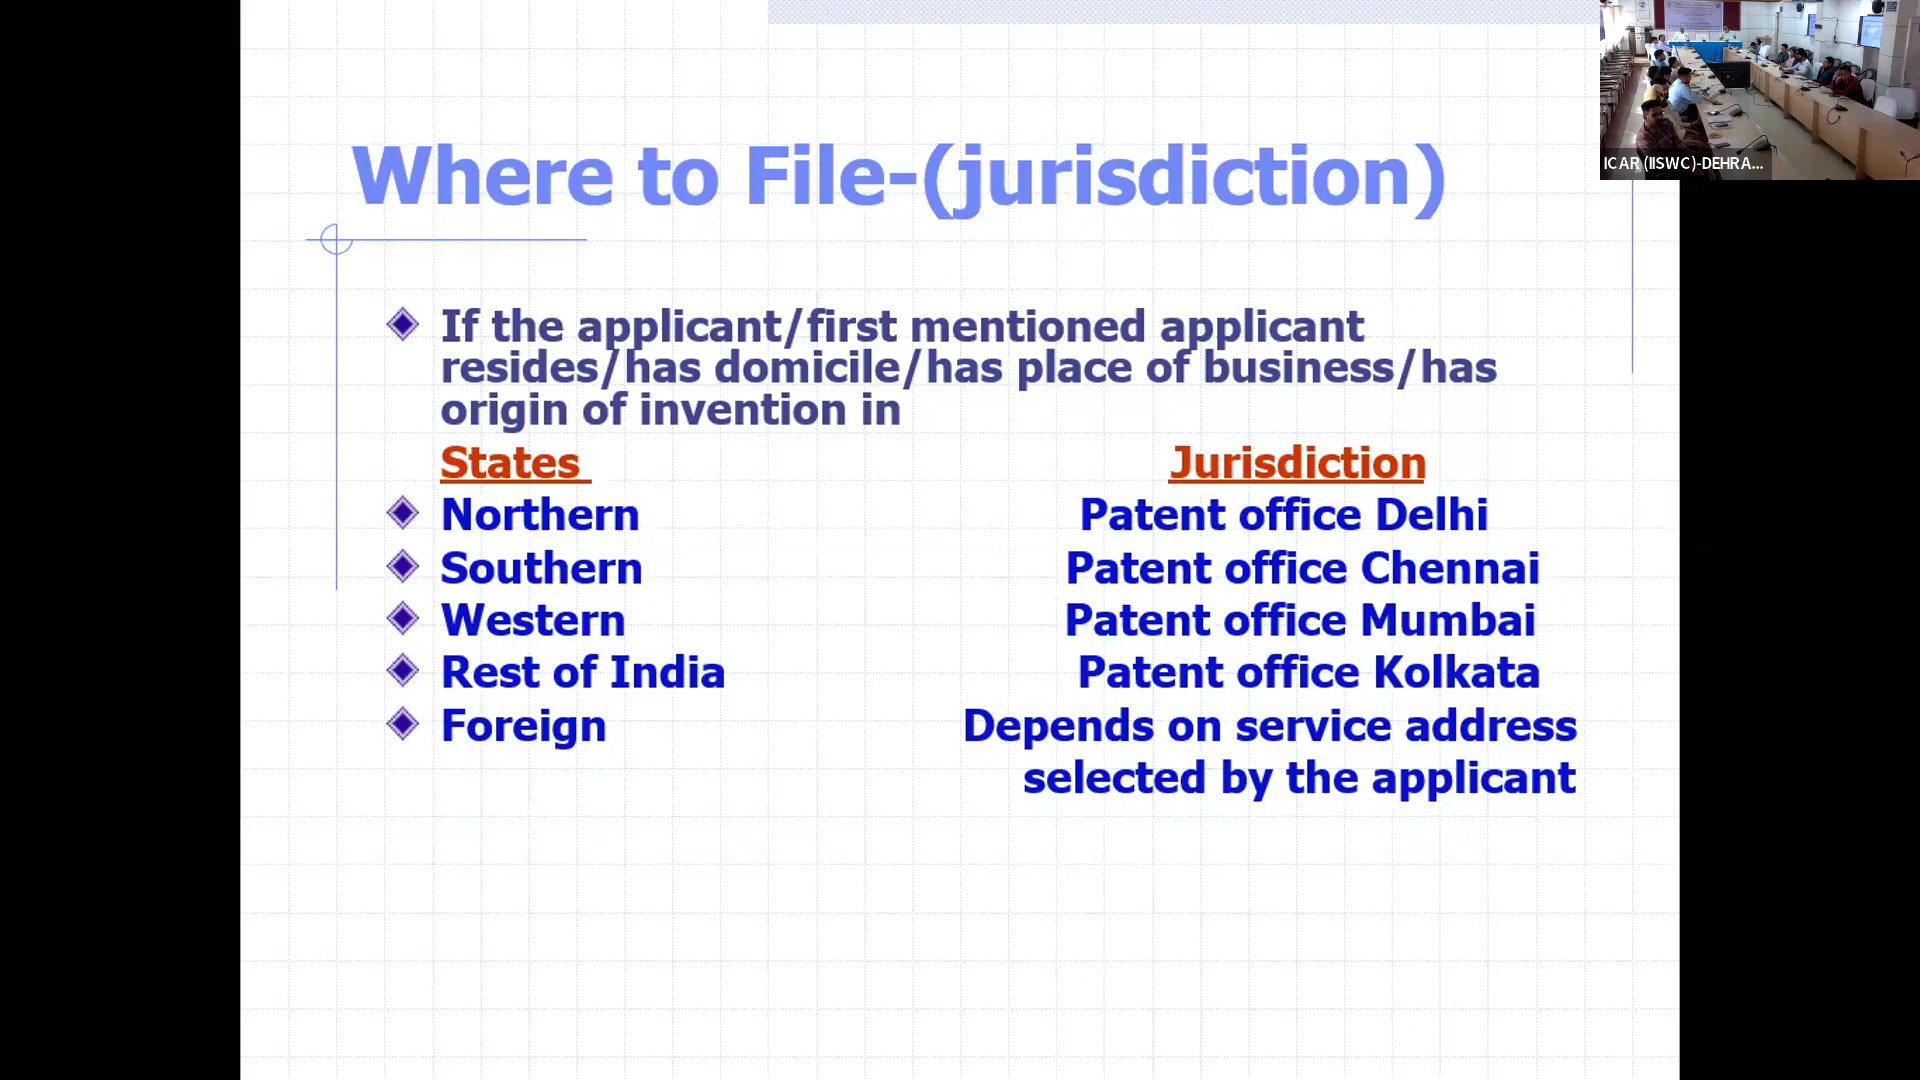 Where to File-(jurisdiction)
ICAR (IISWC)-DEHRA...
If the applicant/first mentioned applicant
resides/has domicile/has place of business/has
origin of invention in
States Jurisdiction
Northern Patent office Delhi
Southern Patent office Chennai
Western Patent office Mumbai
Rest of India Patent office Kolkata
Foreign Depends on service address
selected by the applicant